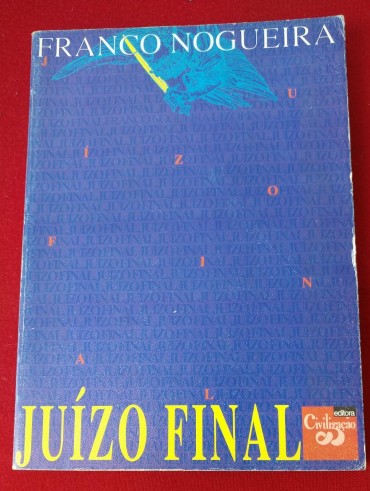 FRANCO NOGUEIRA
J
U
Í
Z
O
F
I
N
A
L
JUÍZO FINAL
editora
Civilização